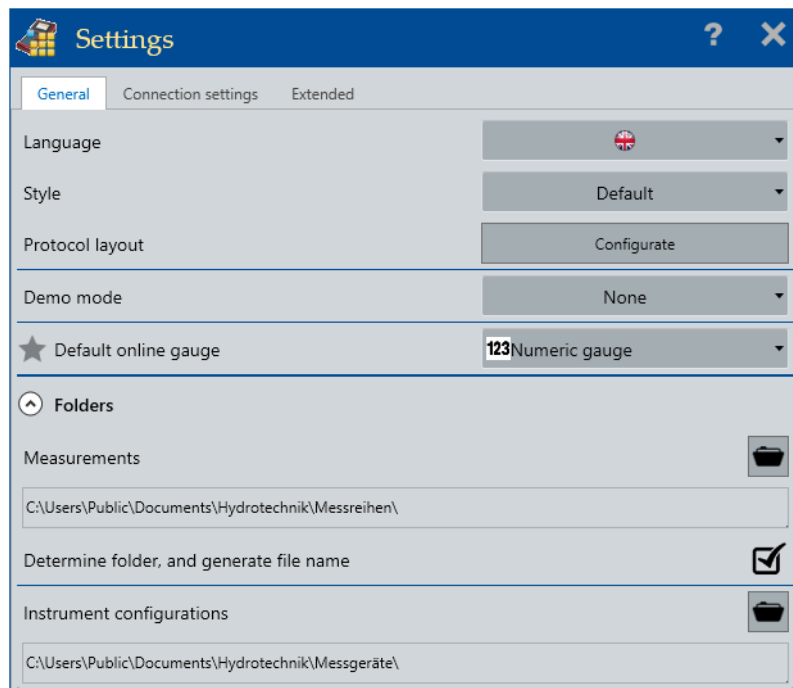 Settings
?
General Connection settings Extended
Language
Style Default
Protocol layout Configurate
Demo mode None
Default online gauge 123 Numeric gauge
Folders
Measurements
C:\Users\Public\Documents\Hydrotechnik\Messreihen\
Determine folder, and generate file name
Instrument configurations
C:\Users\Public\Documents\Hydrotechnik\Messgeräte\